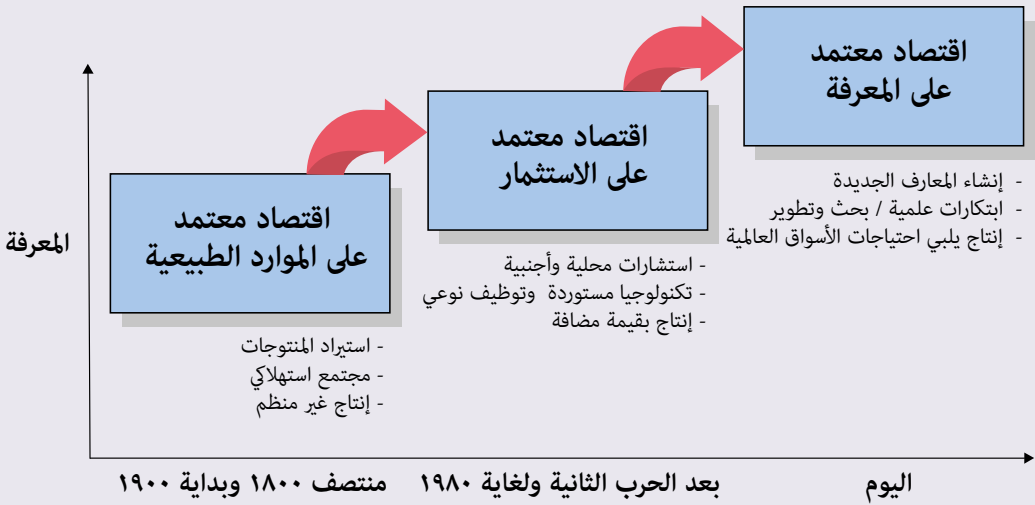 اقتصاد معتمد
على المعرفة
- إنشاء المعارف الجديدة
- ابتكارات علمية / بحث وتطوير
- إنتاج يلبي احتياجات الأسواق العالمية
اقتصاد معتمد
على الاستثمار
- استشارات محلية وأجنبية
- تكنولوجيا مستوردة وتوظيف نوعي
- إنتاج بقيمة مضافة
اقتصاد معتمد
على الموارد الطبيعية
- استيراد المنتوجات
- مجتمع استهلاكي
- إنتاج غير منظم
المعرفة
اليوم
بعد الحرب الثانية ولغاية ١٩٨٠
منتصف ١٨٠٠ وبداية ١٩٠٠